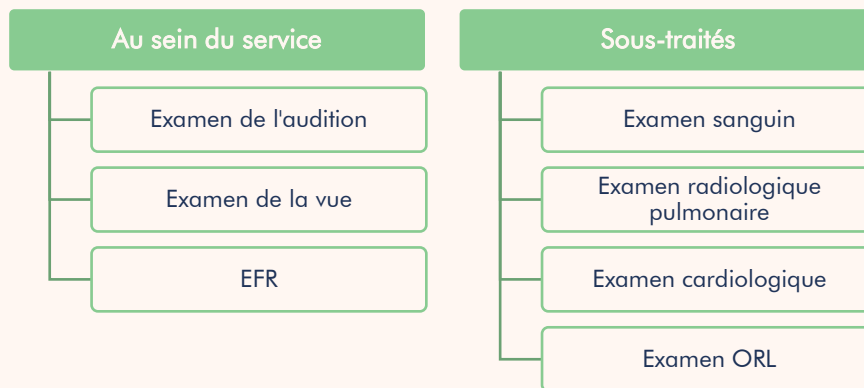 Au sein du service
Examen de l'audition
Examen de la vue
EFR
Sous-traités
Examen sanguin
Examen radiologique
pulmonaire
Examen cardiologique
Examen ORL